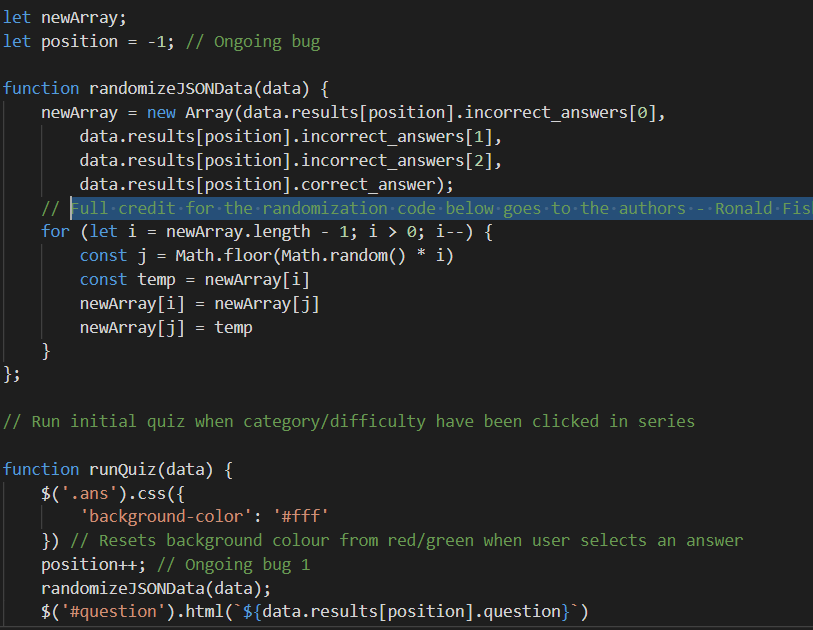 let newArray;
let position = -1; // Ongoing bug
function randomizeJSONData(data) {
newArray = new Array(data.results[position].incorrect_answers[0],
data.results[position].incorrect_answers[1],
data.results[position].incorrect_answers[2],
data.results[position].correct_answer);
// Full credit for the randomization code below goes to the authors - Ronald Fis
for (let i = newArray.length - 1; i > 0; i--) {
const j = Math.floor(Math.random() * i)
const temp = newArray[i]
newArray[i] = newArray[j]
newArray[j] = temp
}
};
// Run initial quiz when category/difficulty have been clicked in series
function runQuiz(data) {
$('.ans').css({
'background-color': '#fff'
}) // Resets background colour from red/green when user selects an answer
position++; // Ongoing bug 1
randomizeJSONData(data);
$('#question').html(`${data.results[position].question}`)